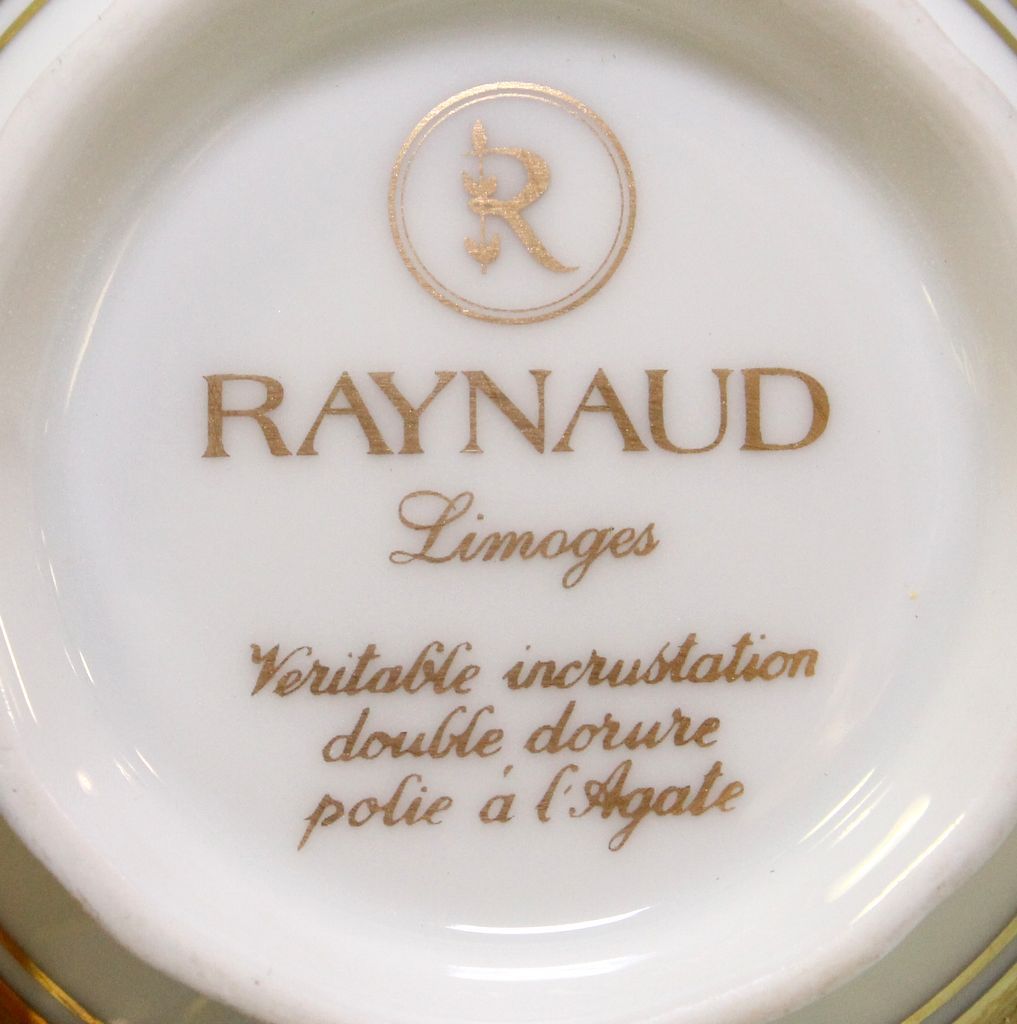 R
RAYNAUD
Limoges
Veritable incrustation
double dorure
polie á l'Agate